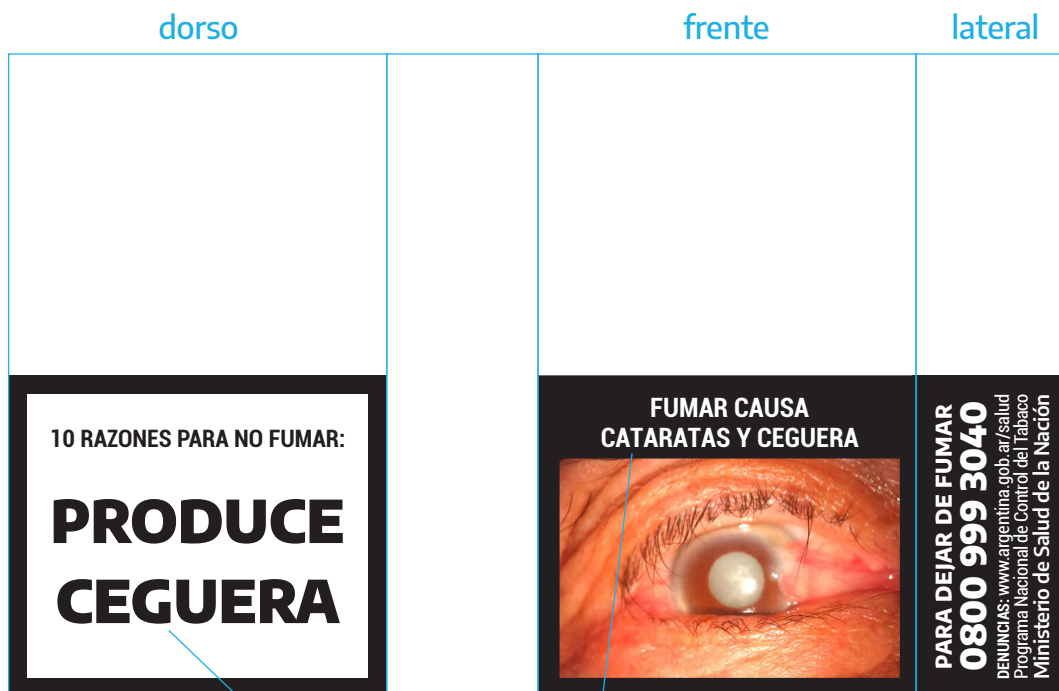 dorso
frente
lateral
10 RAZONES PARA NO FUMAR:
PRODUCE
CEGUERA
FUMAR CAUSA
CATARATAS Y CEGUERA
PARA DEJAR DE FUMAR
0800 999 3040
DENUNCIAS: www.argentina.gob.ar/salud
Programa Nacional de Control del Tabaco
Ministerio de Salud de la Nación